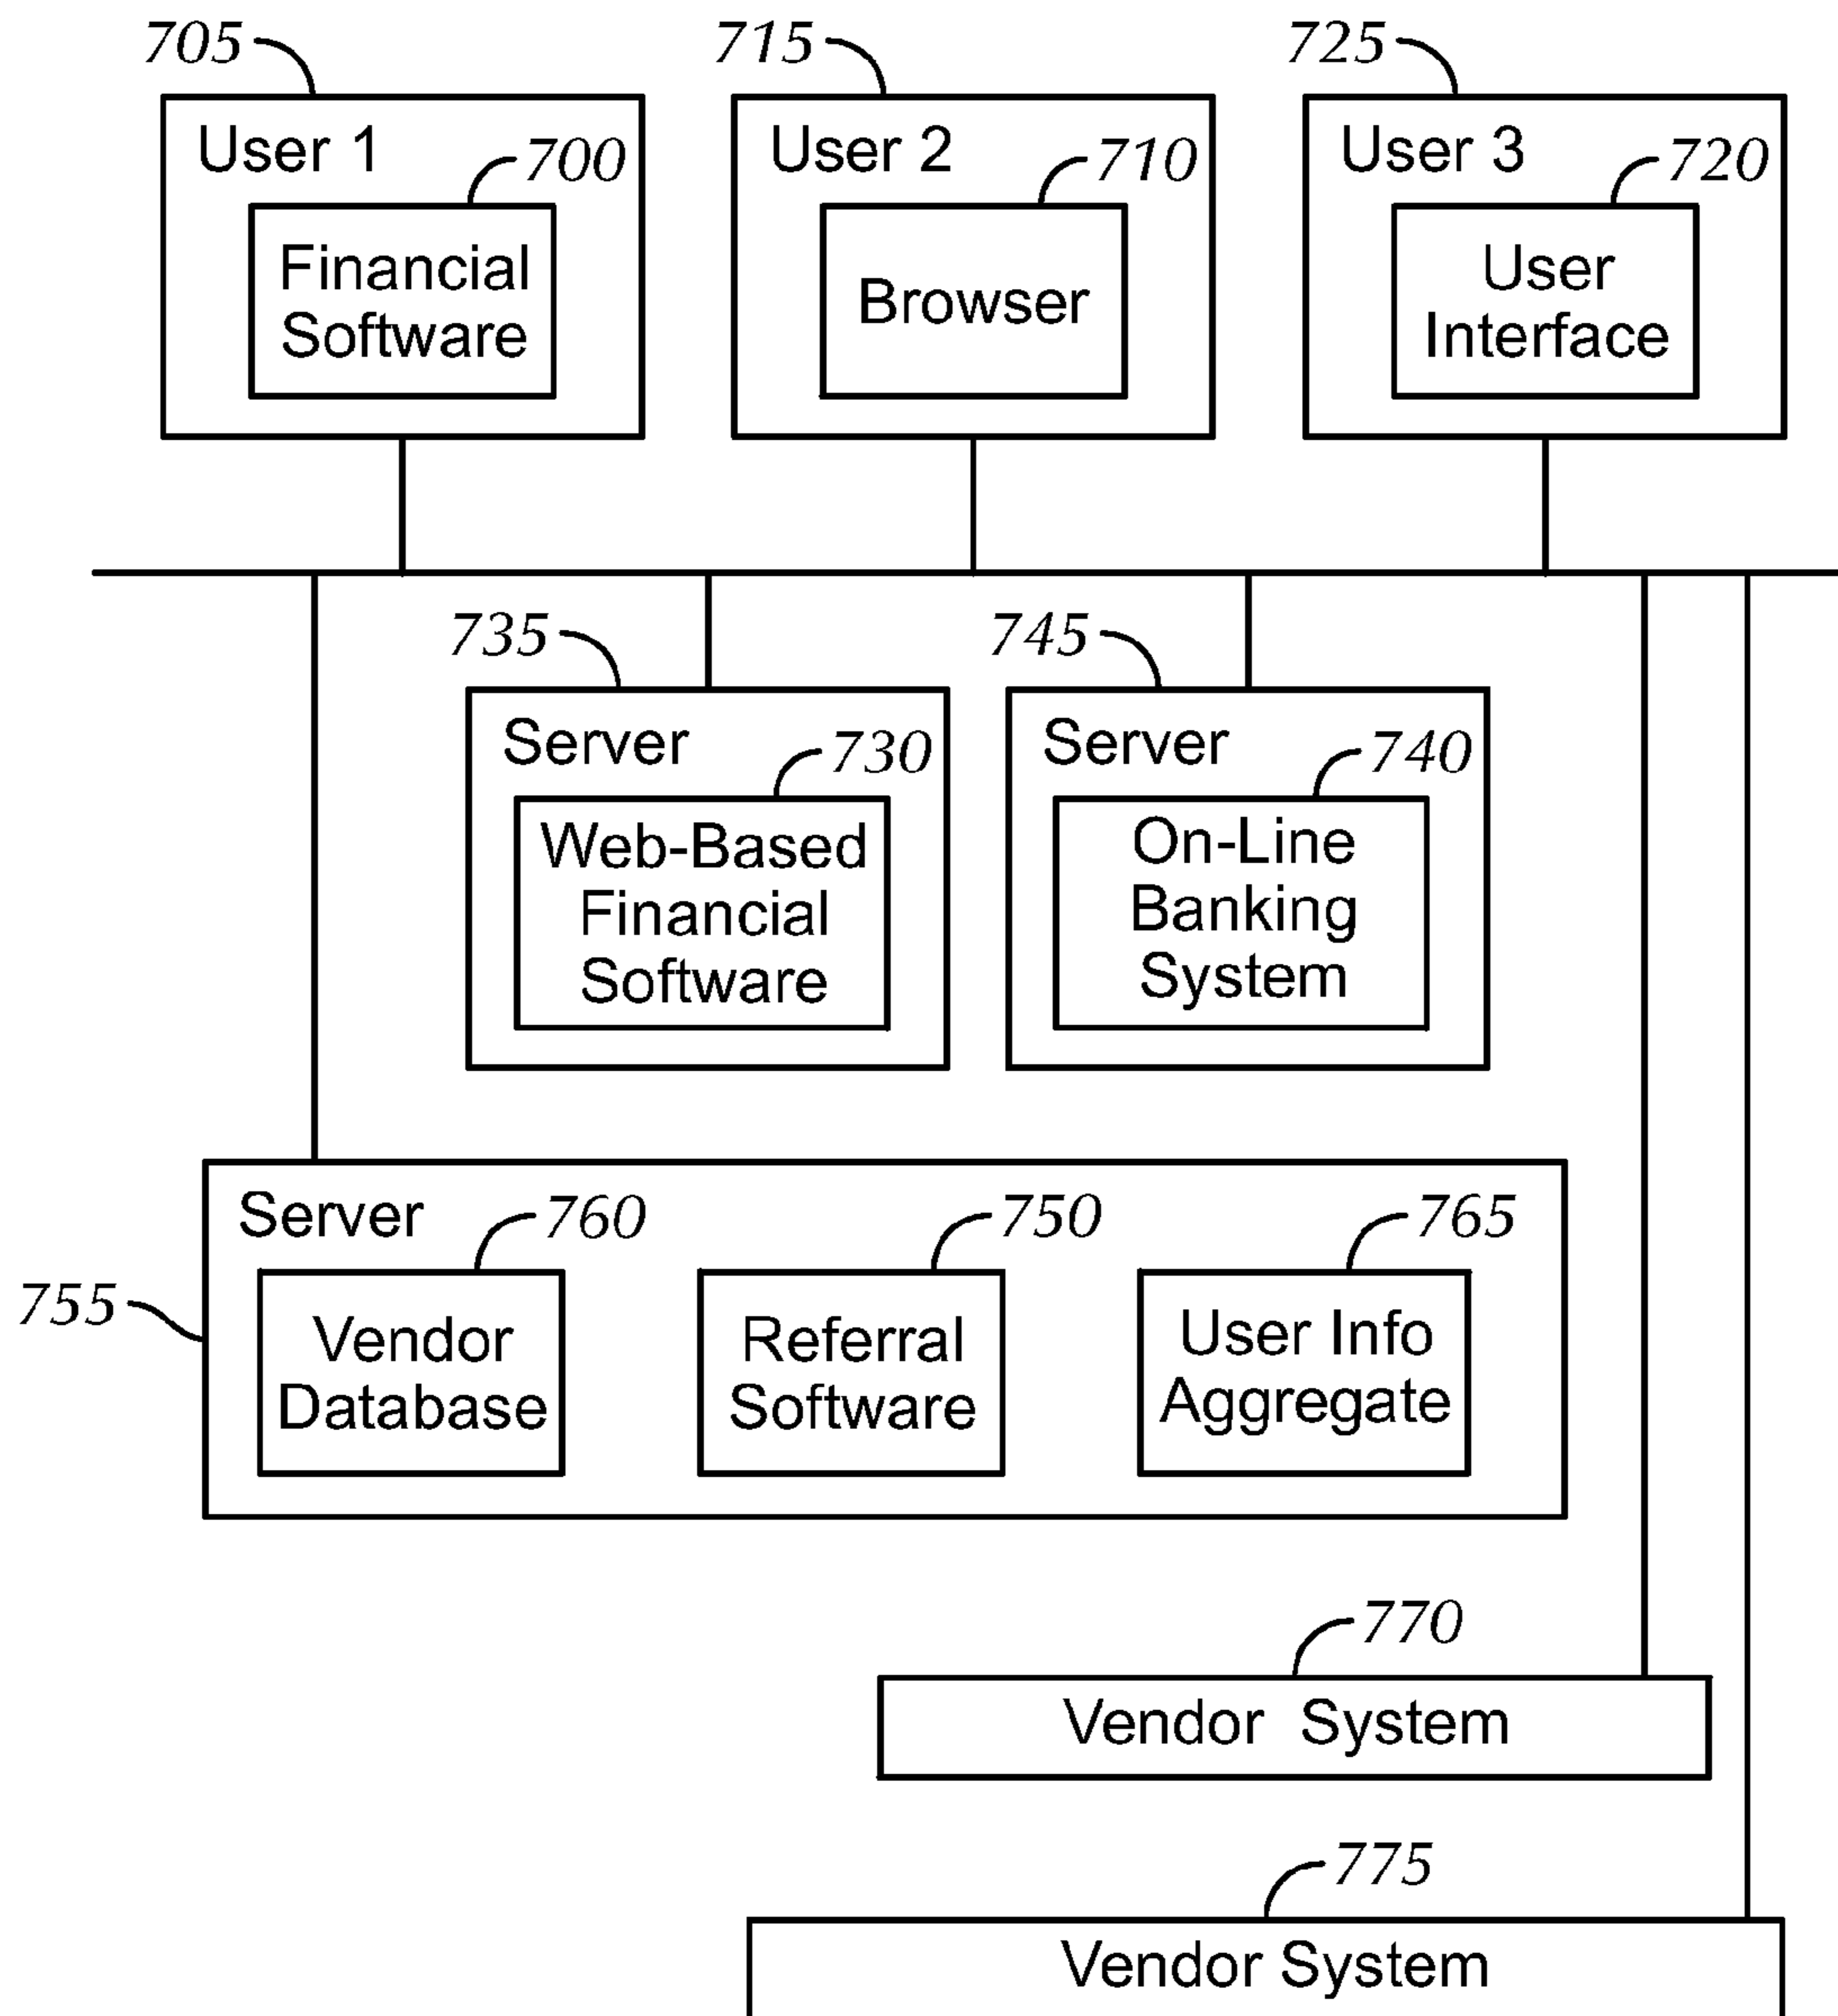 705
715
725
User 1
700
Financial
Software
User 2
710
Browser
User 3
720
User
Interface
735
745
Server
730
Web-Based
Financial
Software
Server
740
On-Line
Banking
System
755
Server
760
Vendor
Database
750
Referral
Software
765
User Info
Aggregate
770
Vendor System
775
Vendor System